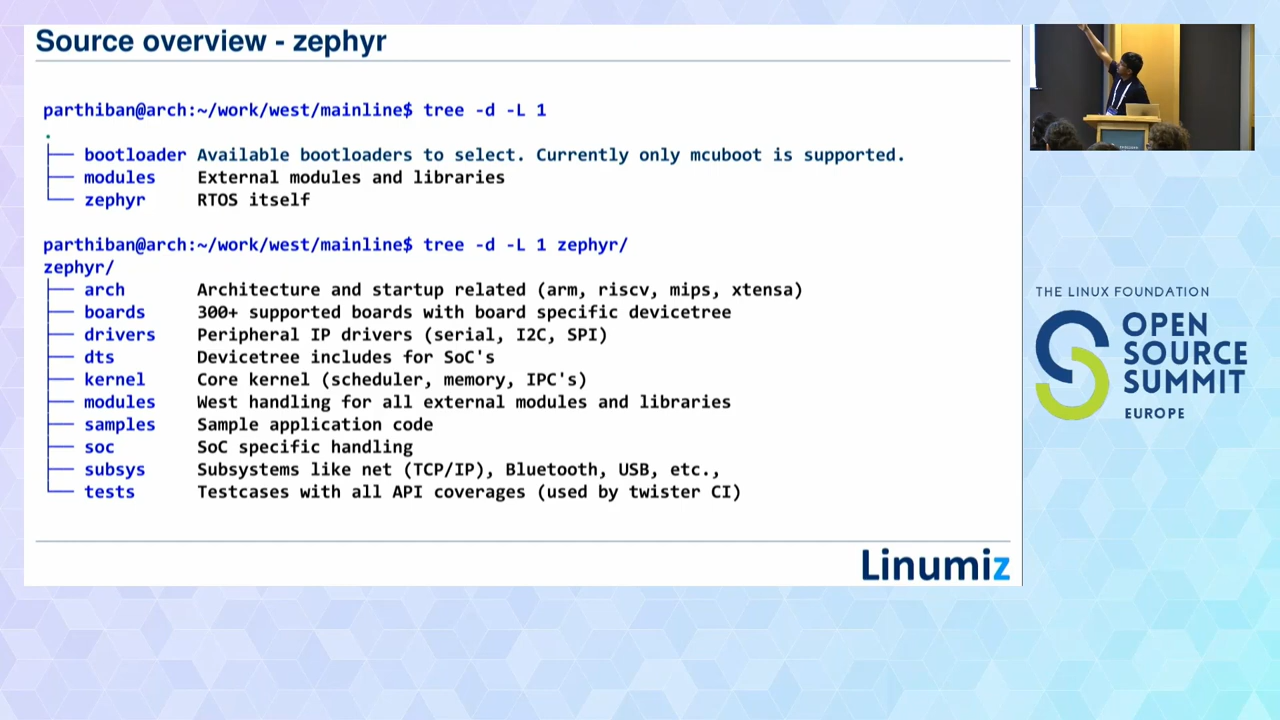 Source overview - zephyr
parthiban@arch:~/work/west/mainline$ tree -d -L 1
.
bootloader Available bootloaders to select. Currently only mcuboot is supported.
modules External modules and libraries
zephyr RTOS itself
parthiban@arch:~/work/west/mainline$ tree -d -L 1 zephyr/
zephyr/
arch Architecture and startup related (arm, riscv, mips, xtensa)
boards 300+ supported boards with board specific devicetree
drivers Peripheral IP drivers (serial, I2C, SPI)
dts Devicetree includes for SoC's
kernel Core kernel (scheduler, memory, IPC's)
modules West handling for all external modules and libraries
samples Sample application code
soc SoC specific handling
subsys Subsystems like net (TCP/IP), Bluetooth, USB, etc.,
tests Testcases with all API coverages (used by twister CI)
Linumiz
THE LINUX FOUNDATION
OPEN
SOURCE
SUMMIT
EUROPE